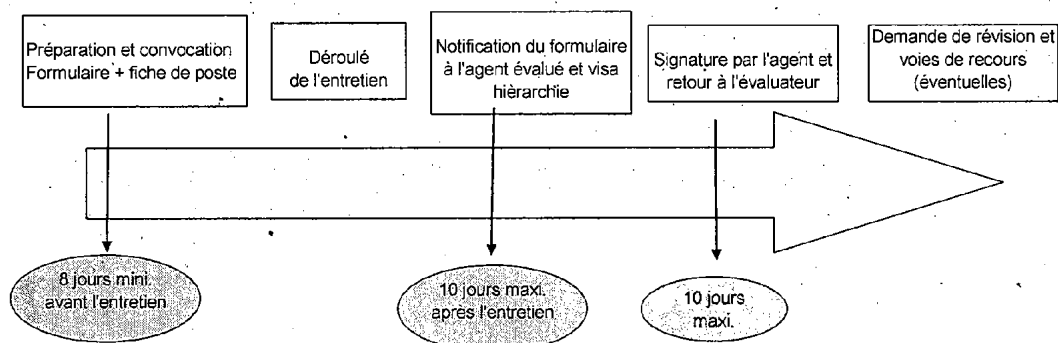 Préparation et convocation
Formulaire + fiche de poste
Déroulé
de l'entretien
Notification du formulaire
à l'agent évalué et visa
hièrarchie
Signature par l'agent et
retour à l'évaluateur
Demande de révision et
voies de recours
(éventuelles)
8 jours mini.
avant l'entretien
10 jours maxi.
après l'entretien
10 jours
maxi.